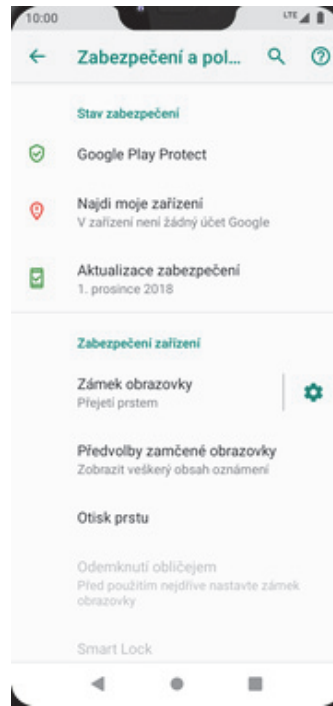 10:00
LTE
Zabezpečení a pol...
Stav zabezpečení
Google Play Protect
Najdi moje zařízení
V zařízení není žádný účet Google
Aktualizace zabezpečení
1. prosince 2018
Zabezpečení zařízení
Zámek obrazovky
Přejetí prstem
Předvolby zamčené obrazovky
Zobrazit veškerý obsah oznámení
Otisk prstu
Odemknutí obličejem
Před použitím nejdříve nastavte zámek
obrazovky
Smart Lock